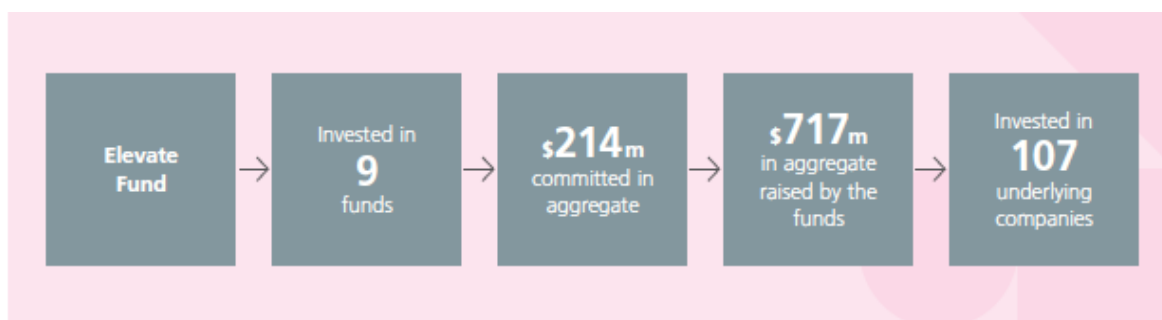 Elevate
Fund
Invested in
9
funds
$214m
committed in
aggregate
$717m
in aggregate
raised by the
funds
Invested in
107
underlying
companies